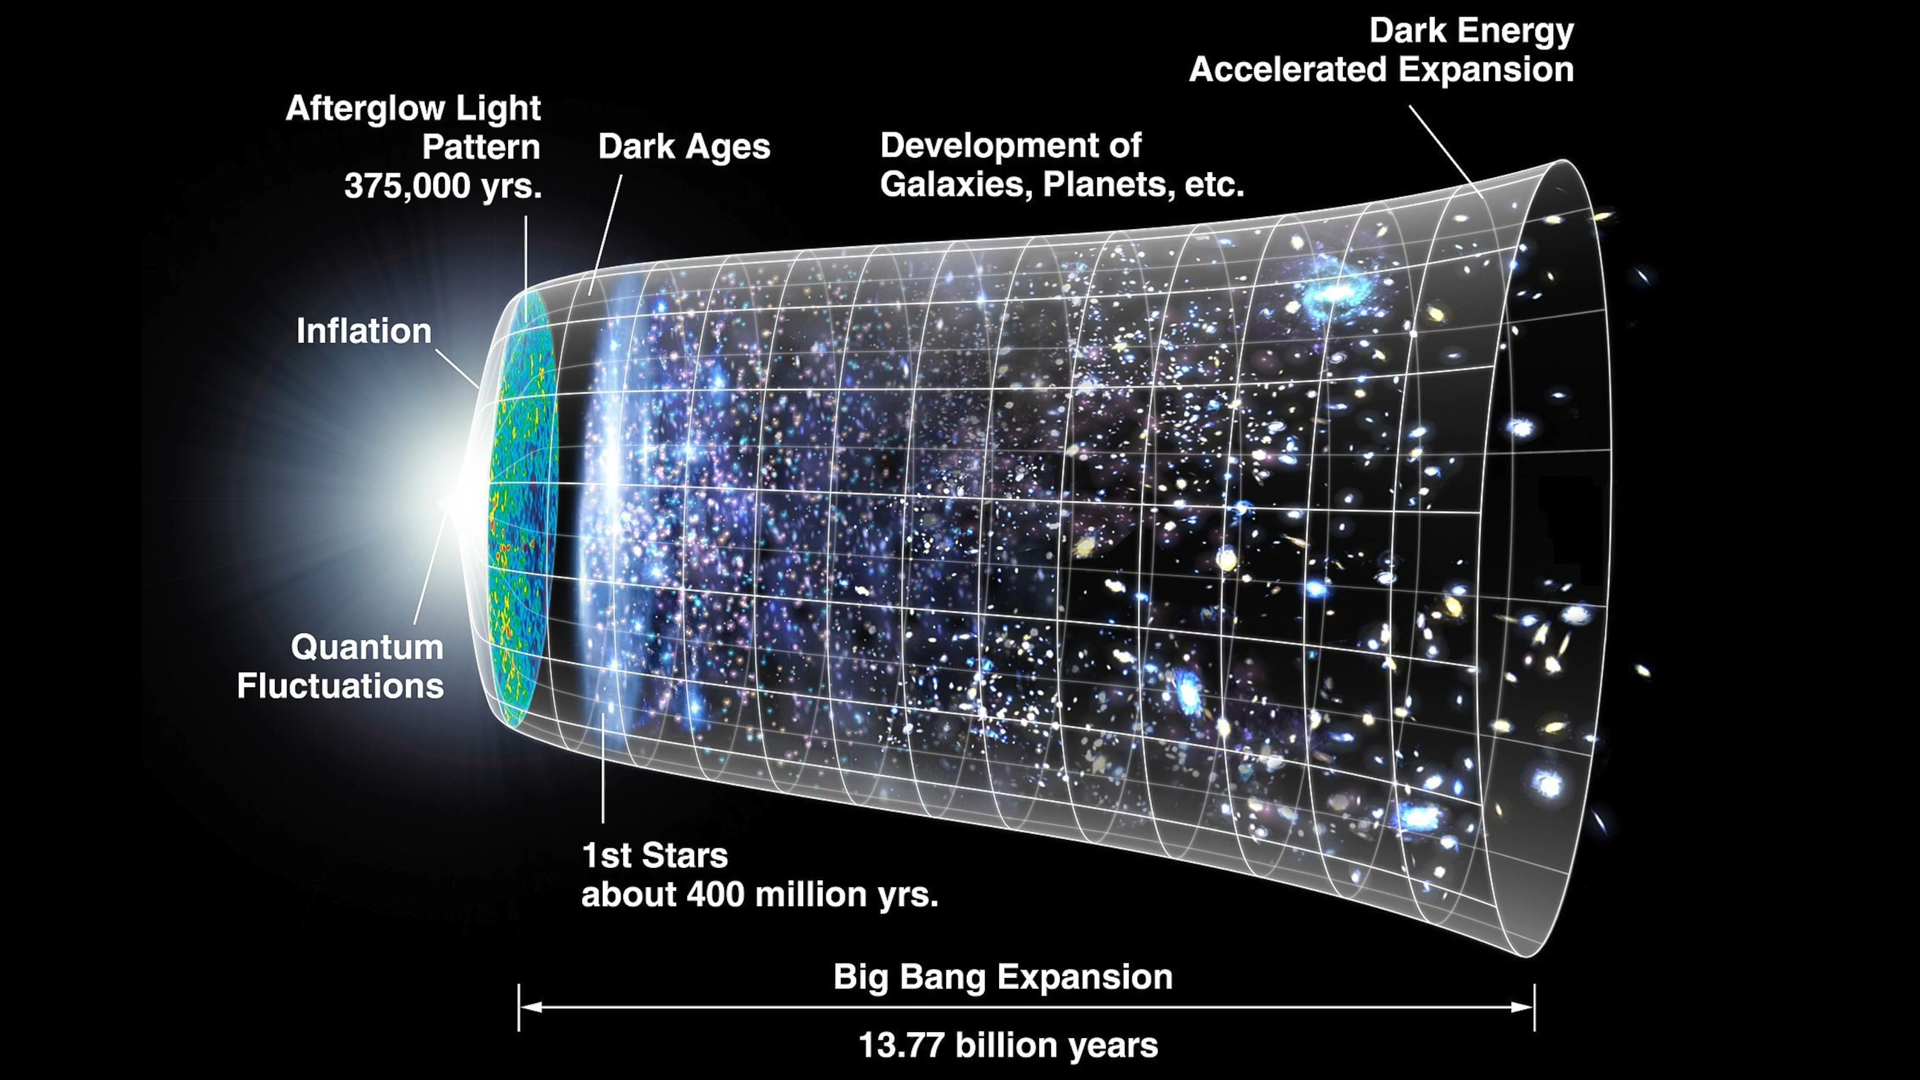 Dark Energy
Accelerated Expansion
Afterglow Light
Pattern
375,000 yrs.
Dark Ages
Development of
Galaxies, Planets, etc.
Inflation
Quantum
Fluctuations
1st Stars
about 400 million yrs.
Big Bang Expansion
13.77 billion years